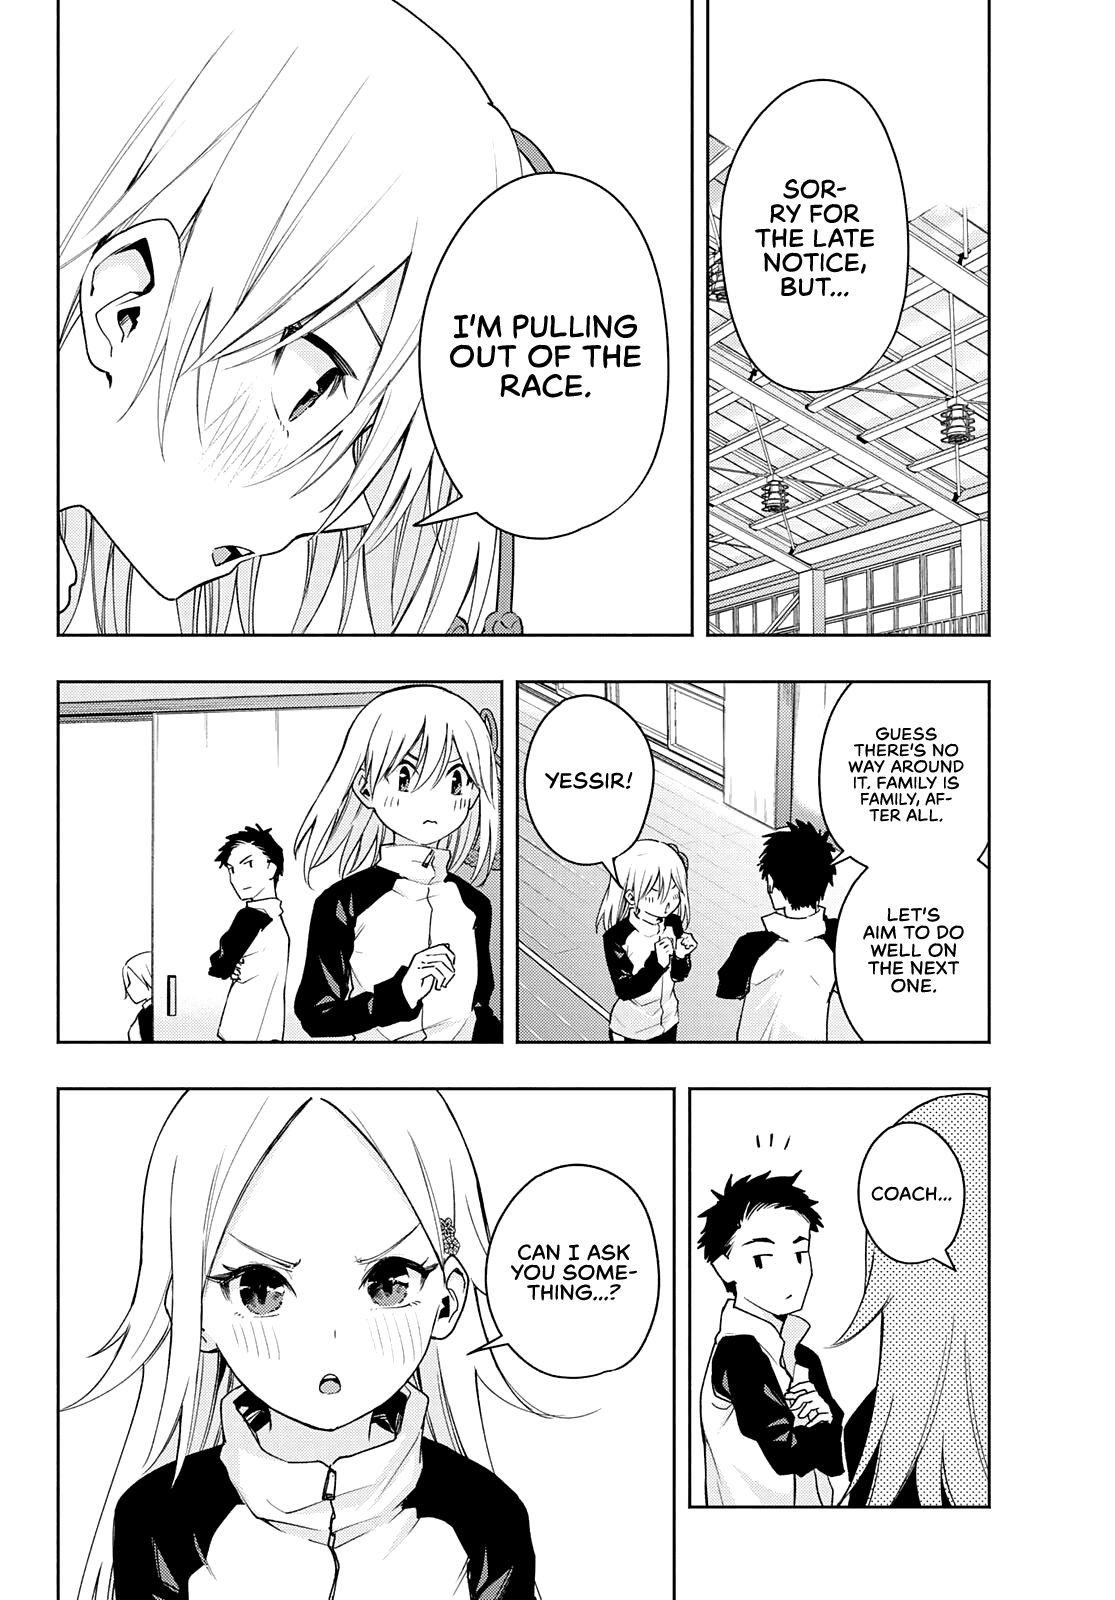 SOR-
RY FOR
THE LATE
NOTICE,
BUT...
I'M PULLING
OUT OF THE
RACE.
GUESS
THERE'S NO
WAY AROUND
IT. FAMILY IS
FAMILY, AF-
TER ALL.
LET'S
AIM TO DO
WELL ON
THE NEXT
ONE.
YESSIR!
COACH...
CAN I ASK
YOU SOME-
THING...?